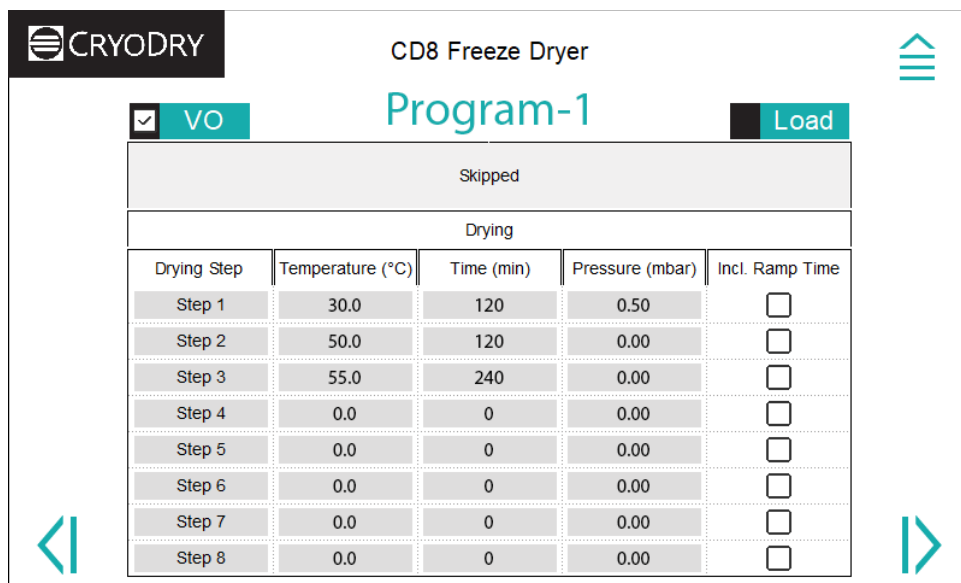 CRYODRY
CD8 Freeze Dryer
Program-1
VO
Load
Skipped
Drying
Drying Step Temperature (°C) Time (min) Pressure (mbar) Incl. Ramp Time
Step 1 30.0 120 0.50
Step 2 50.0 120 0.00
Step 3 55.0 240 0.00
Step 4 0.0 0 0.00
Step 5 0.0 0 0.00
Step 6 0.0 0 0.00
Step 7 0.0 0 0.00
Step 8 0.0 0 0.00